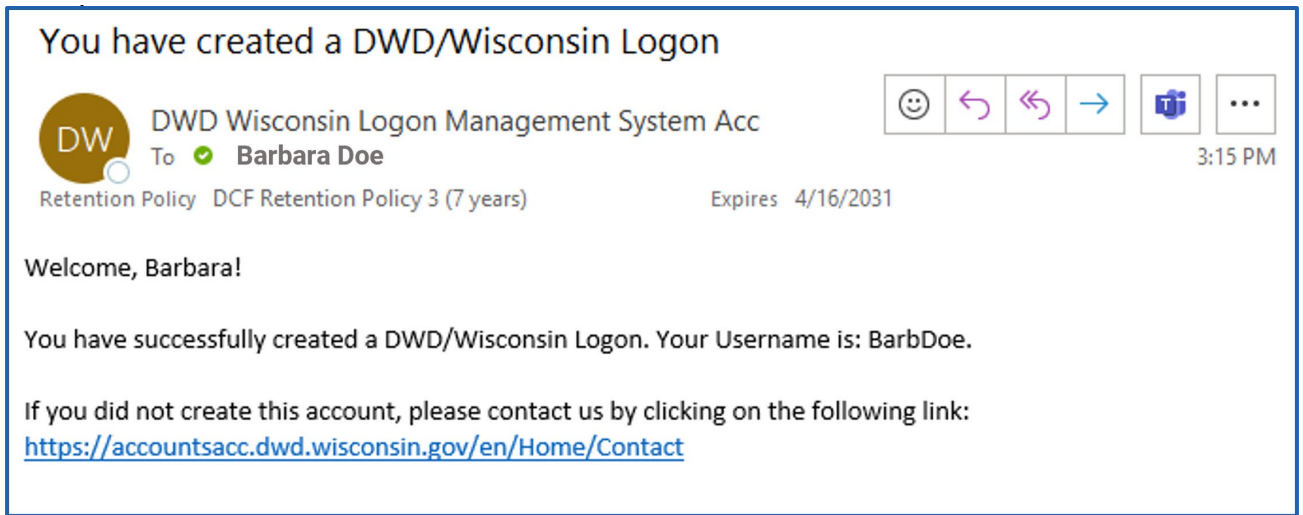 You have created a DWD/Wisconsin Logon
DW
DWD Wisconsin Logon Management System Acc
To Barbara Doe
3:15 PM
Retention Policy DCF Retention Policy 3 (7 years) Expires 4/16/2031
Welcome, Barbara!
You have successfully created a DWD/Wisconsin Logon. Your Username is: BarbDoe.
If you did not create this account, please contact us by clicking on the following link:
https://accountsacc.dwd.wisconsin.gov/en/Home/Contact